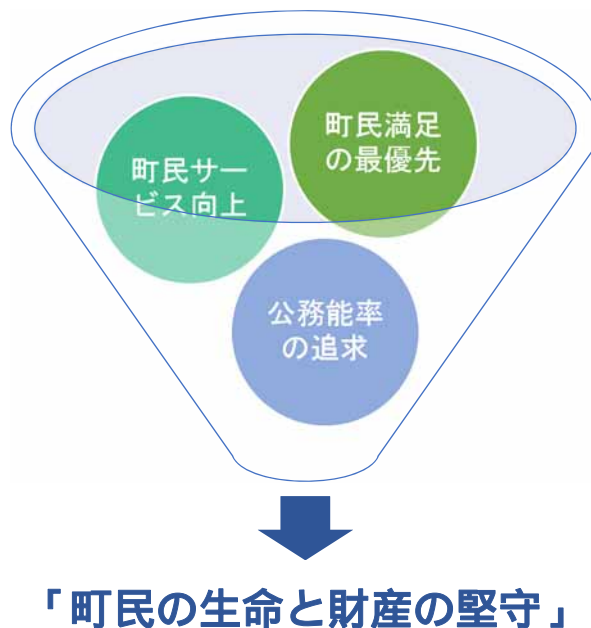 町民満足
の最優先
町民サー
ビス向上
公務能率
の追求
「町民の生命と財産の堅守」